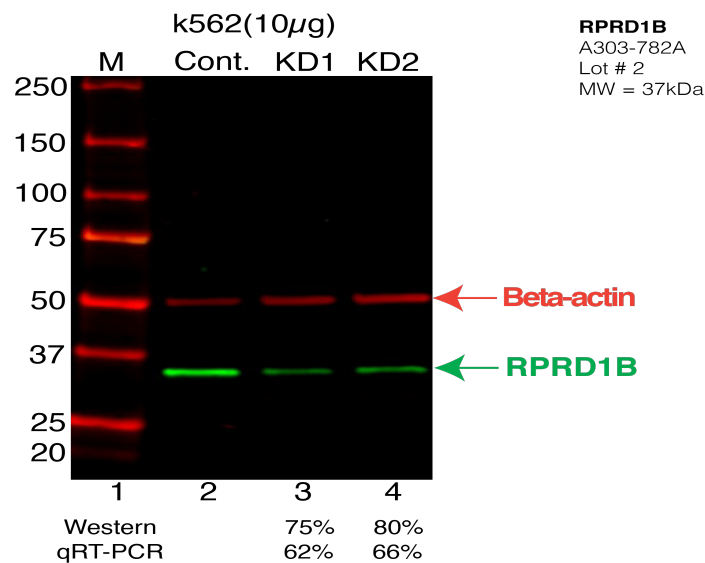 k562(10µg)
M Cont. KD1 KD2
RPRD1B
A303-782A
Lot # 2
MW = 37kDa
250
150
100
75
50
Beta-actin
37
RPRD1B
25
20
1 2 3 4
Western 75% 80%
qRT-PCR 62% 66%